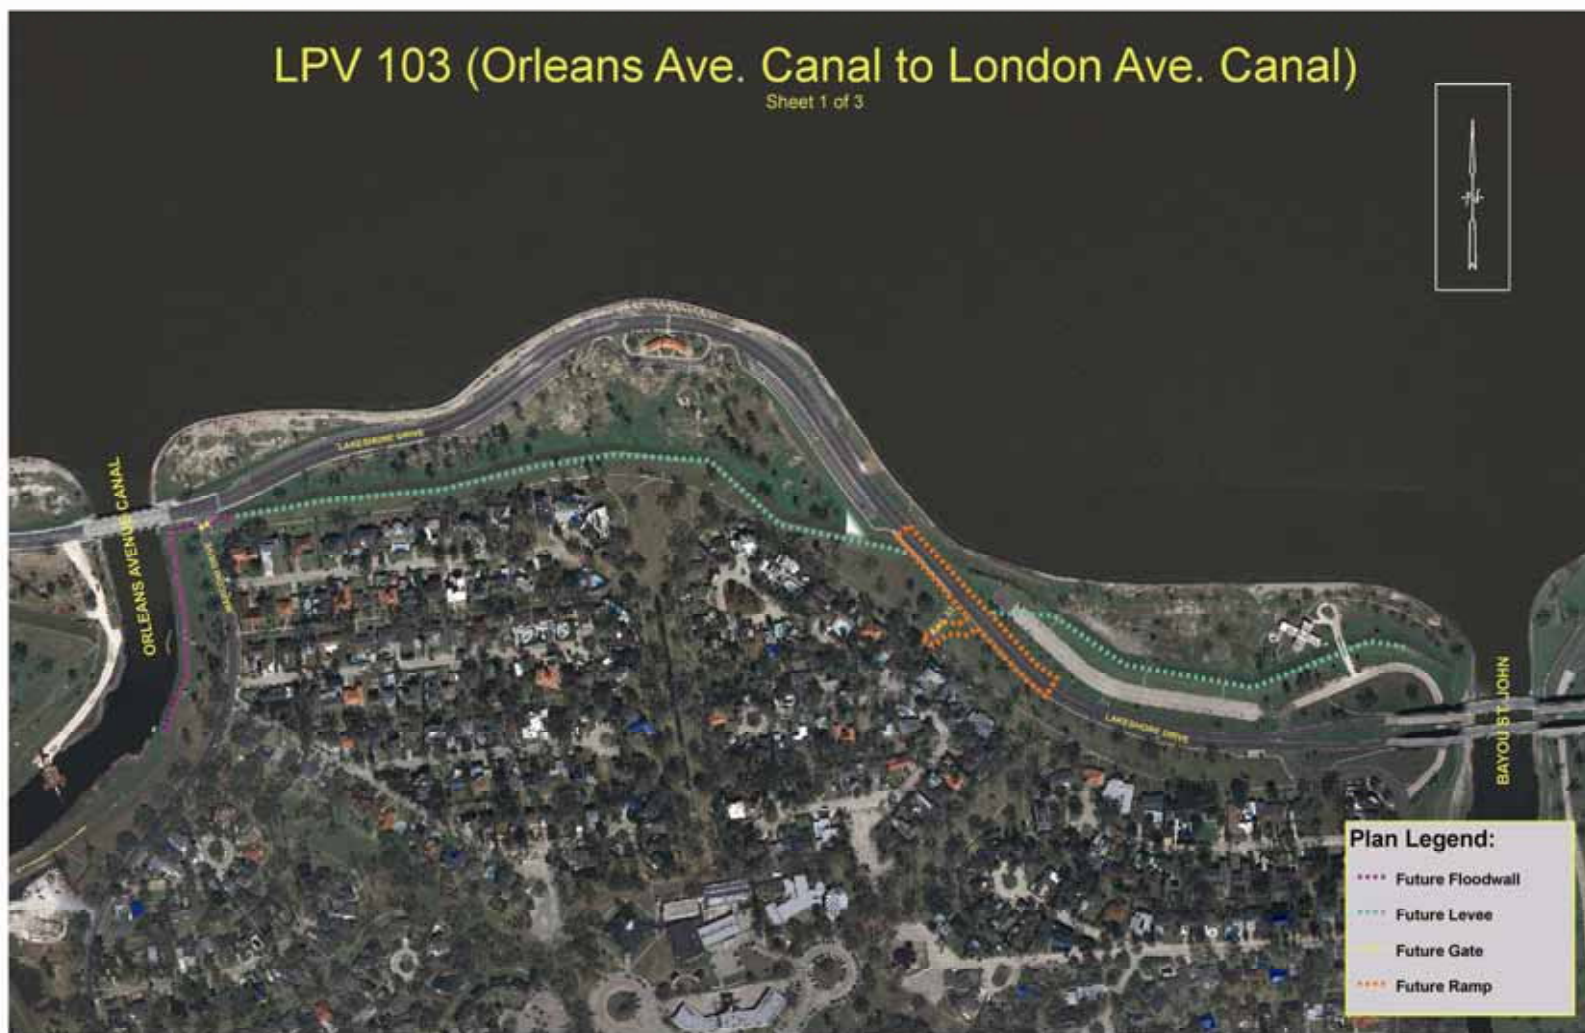 LPV 103 (Orleans Ave. Canal to London Ave. Canal)
Sheet 1 of 3
N
LAKESHORE DRIVE
ORLEANS AVENUE CANAL
LAKESHORE DRIVE
BAYOU ST. JOHN
Plan Legend:
Future Floodwall
Future Levee
Future Gate
Future Ramp